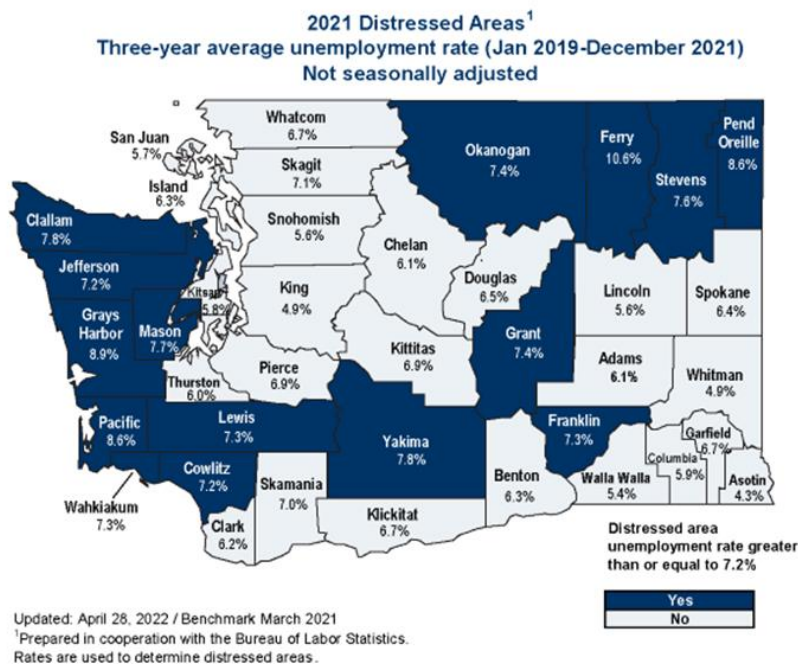 2021 Distressed Areas¹
Three-year average unemployment rate (Jan 2019-December 2021)
Not seasonally adjusted
Whatcom
6.7%
San Juan
5.7%
Skagit
7.1%
Island
6.3%
Okanogan
7.4%
Ferry
10.6%
Stevens
7.6%
Pend
Oreille
8.6%
Clallam
7.8%
Snohomish
5.6%
Chelan
6.1%
Jefferson
7.2%
Kitsap
5.8%
King
4.9%
Douglas
6.5%
Lincoln
5.6%
Spokane
6.4%
Grays
Harbor
8.9%
Mason
7.7%
Grant
7.4%
Kittitas
6.9%
Pierce
6.9%
Thurston
6.0%
Adams
6.1%
Whitman
4.9%
Pacific
8.6%
Lewis
7.3%
Yakima
7.8%
Franklin
7.3%
Garfield
6.7%
Columbia
5.9%
Cowlitz
7.2%
Skamania
7.0%
Benton
6.3%
Walla Walla
5.4%
Asotin
4.3%
Wahkiakum
7.3%
Clark
6.2%
Klickitat
6.7%
Distressed area
unemployment rate greater
than or equal to 7.2%
Yes
No
Updated: April 28, 2022 / Benchmark March 2021
¹Prepared in cooperation with the Bureau of Labor Statistics.
Rates are used to determine distressed areas.